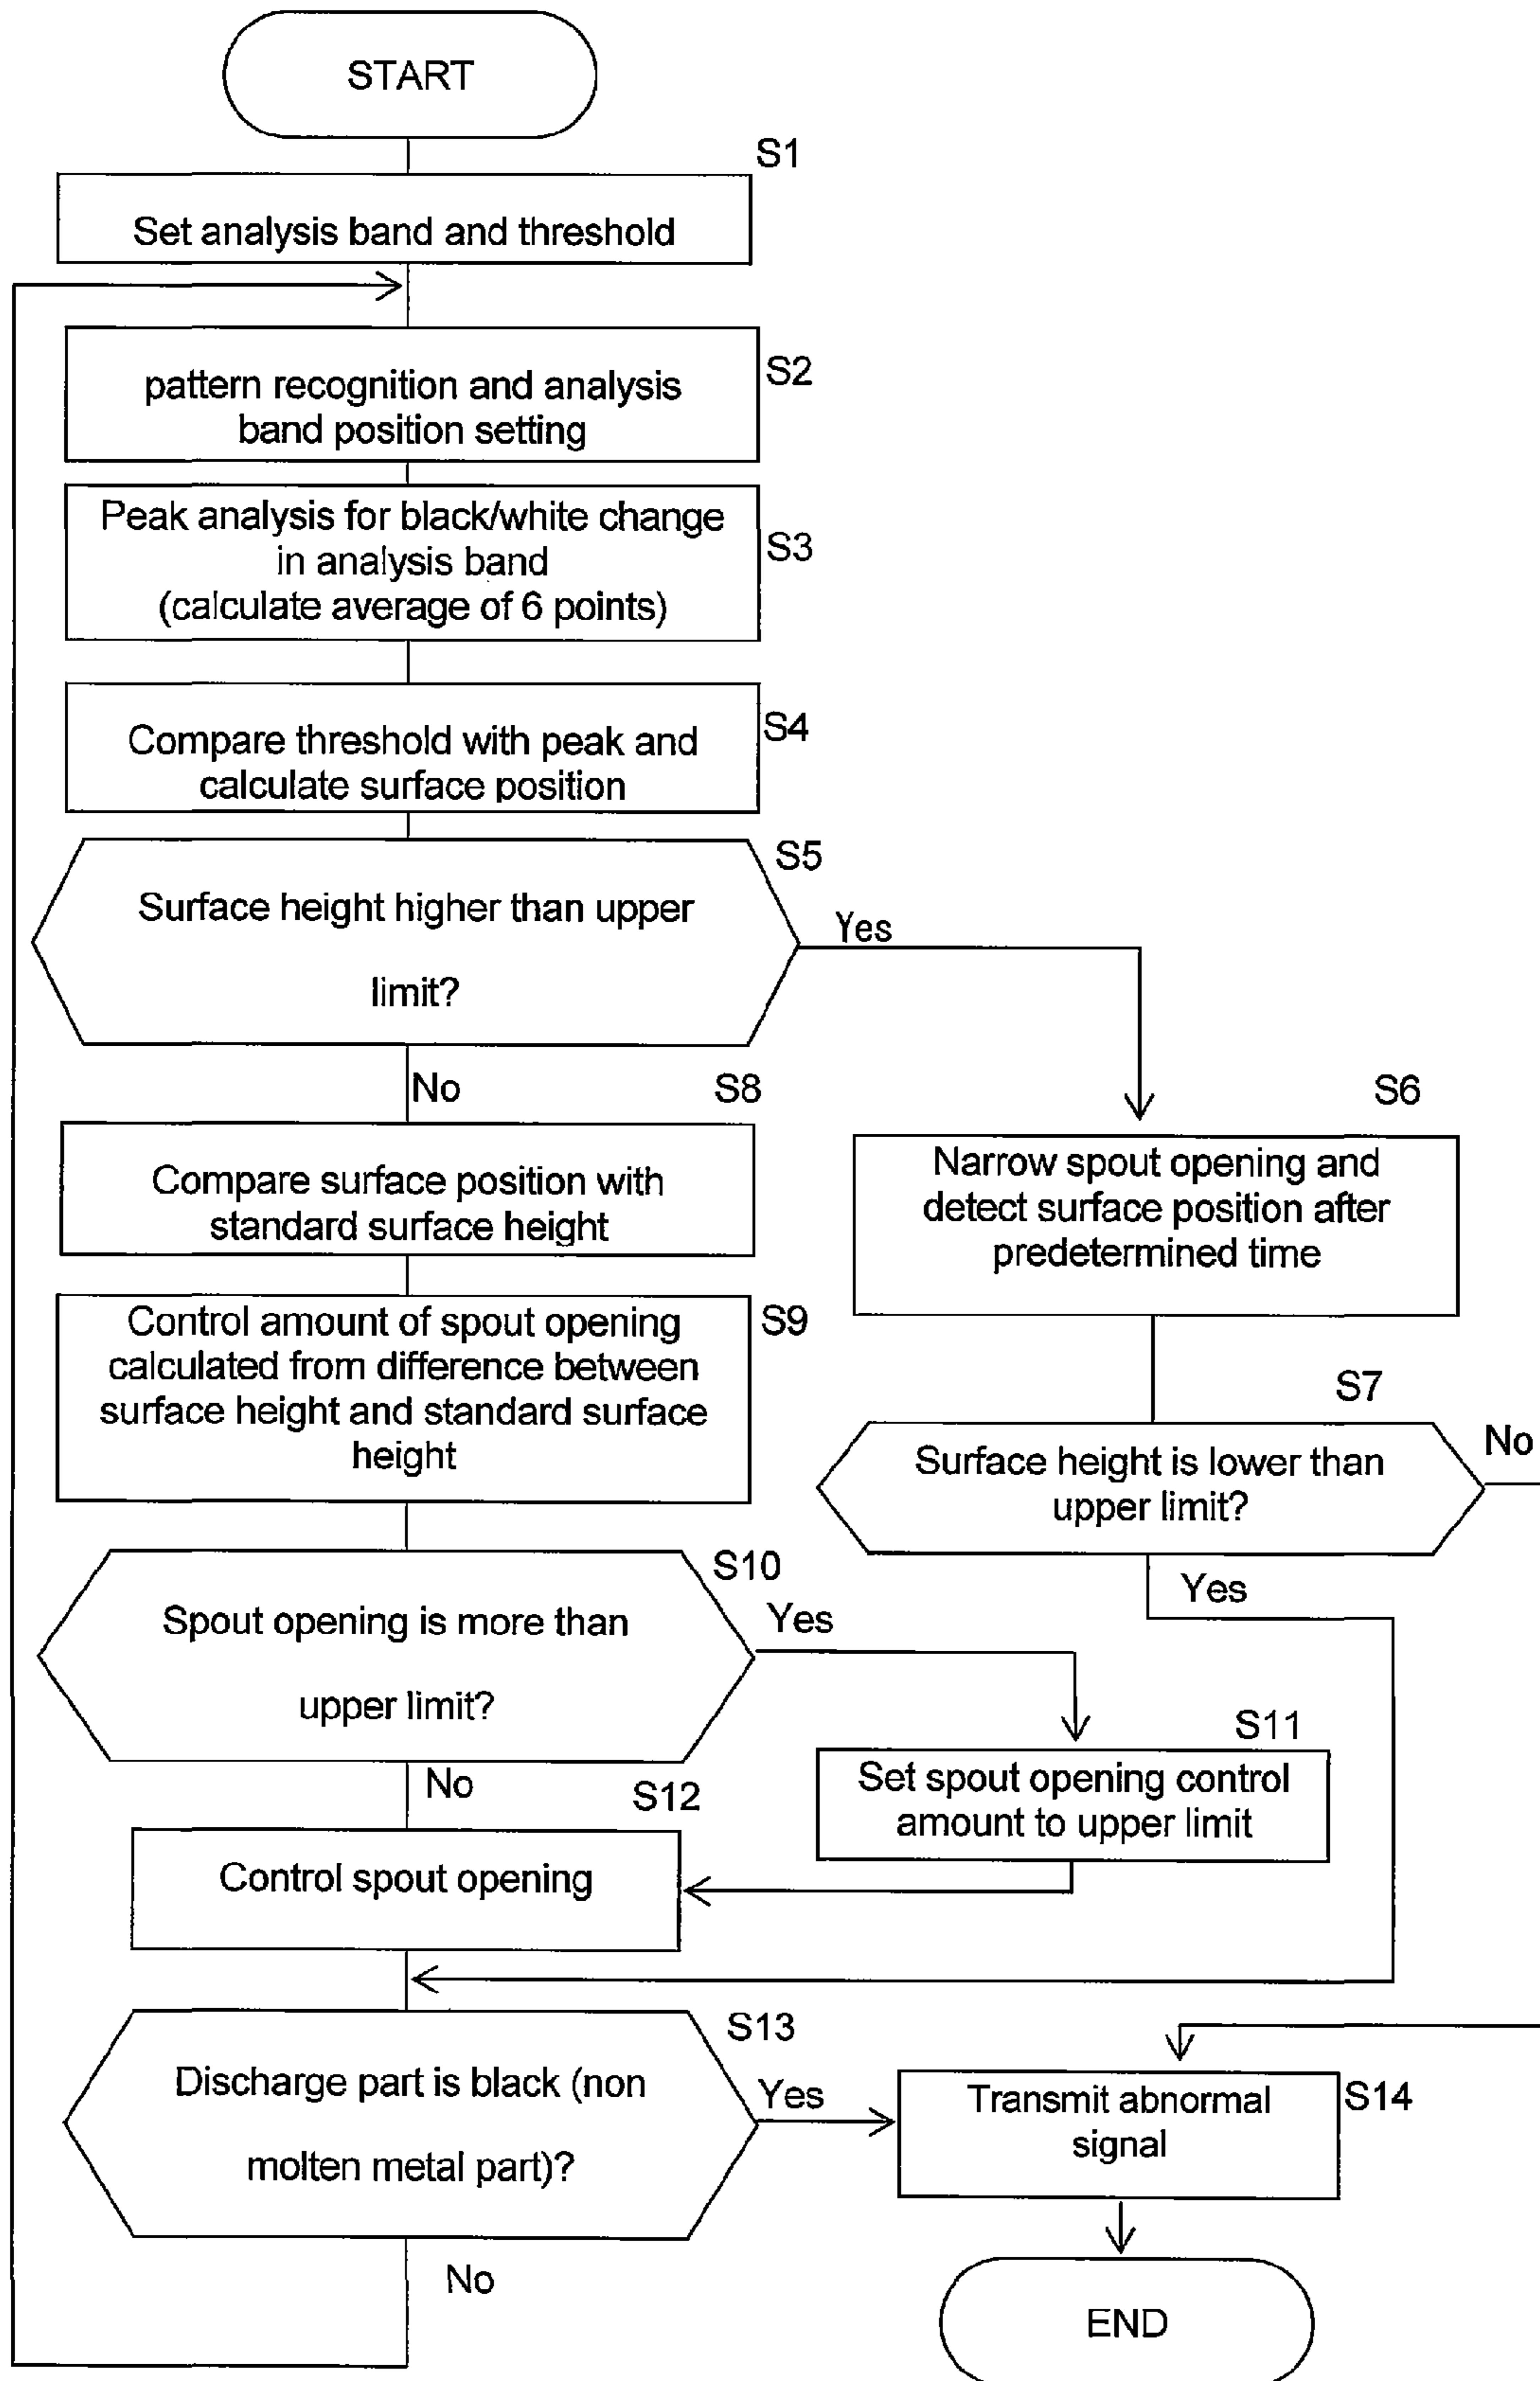 START
S1
Set analysis band and threshold
S2
pattern recognition and analysis
band position setting
Peak analysis for black/white change
in analysis band
(calculate average of 6 points)
S3
S4
Compare threshold with peak and
calculate surface position
S5
Surface height higher than upper
limit?
Yes
No
S8
S6
Compare surface position with
standard surface height
Narrow spout opening and
detect surface position after
predetermined time
Control amount of spout opening
calculated from difference between
surface height and standard surface
height
S9
S7
Surface height is lower than
upper limit?
No
Yes
S10
Spout opening is more than
upper limit?
Yes
No
S11
Set spout opening control
amount to upper limit
S12
Control spout opening
S13
Discharge part is black (non
molten metal part)?
Yes
No
Transmit abnormal
signal
S14
END